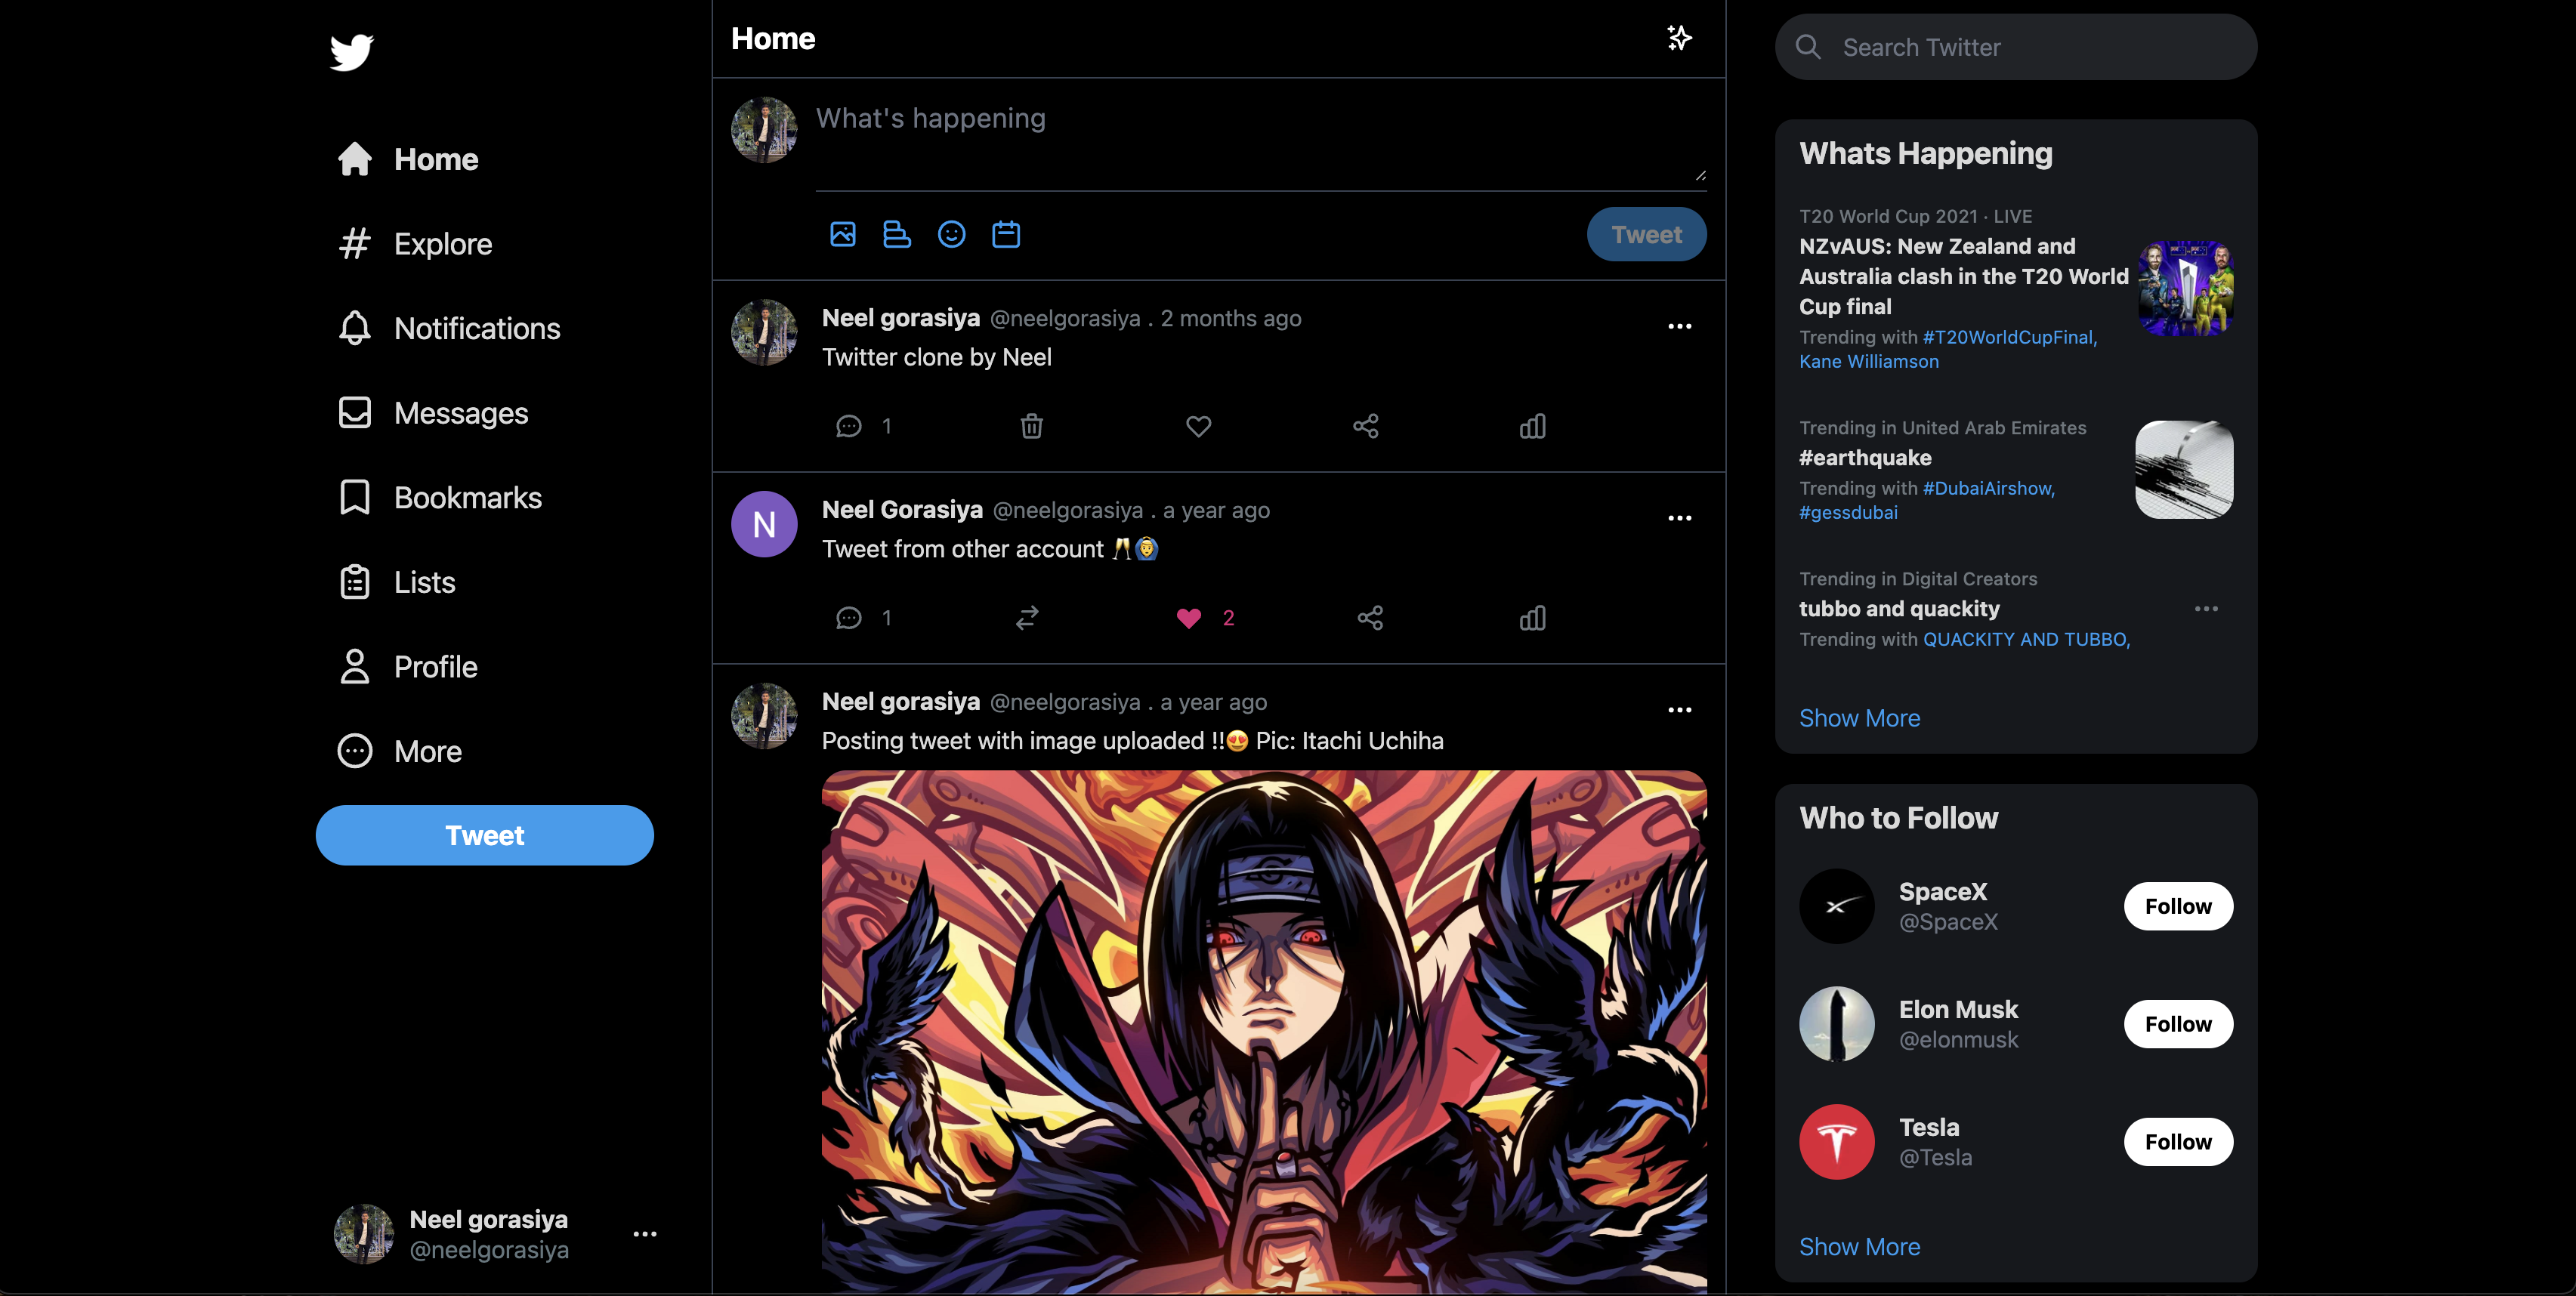 Home
Explore
Notifications
Messages
Bookmarks
Lists
Profile
More
Tweet
Neel gorasiya
@neelgorasiya
Home
What's happening
Tweet
Neel gorasiya @neelgorasiya . 2 months ago
Twitter clone by Neel
1
N
Neel Gorasiya @neelgorasiya . a year ago
Tweet from other account 🥂🙆‍♂️
1 2
Neel gorasiya @neelgorasiya . a year ago
Posting tweet with image uploaded !!😍 Pic: Itachi Uchiha
Search Twitter
Whats Happening
T20 World Cup 2021 · LIVE
NZvAUS: New Zealand and
Australia clash in the T20 World
Cup final
Trending with #T20WorldCupFinal,
Kane Williamson
Trending in United Arab Emirates
#earthquake
Trending with #DubaiAirshow,
#gessdubai
Trending in Digital Creators
tubbo and quackity
Trending with QUACKITY AND TUBBO,
Show More
Who to Follow
SpaceX
@SpaceX
Follow
Elon Musk
@elonmusk
Follow
Tesla
@Tesla
Follow
Show More